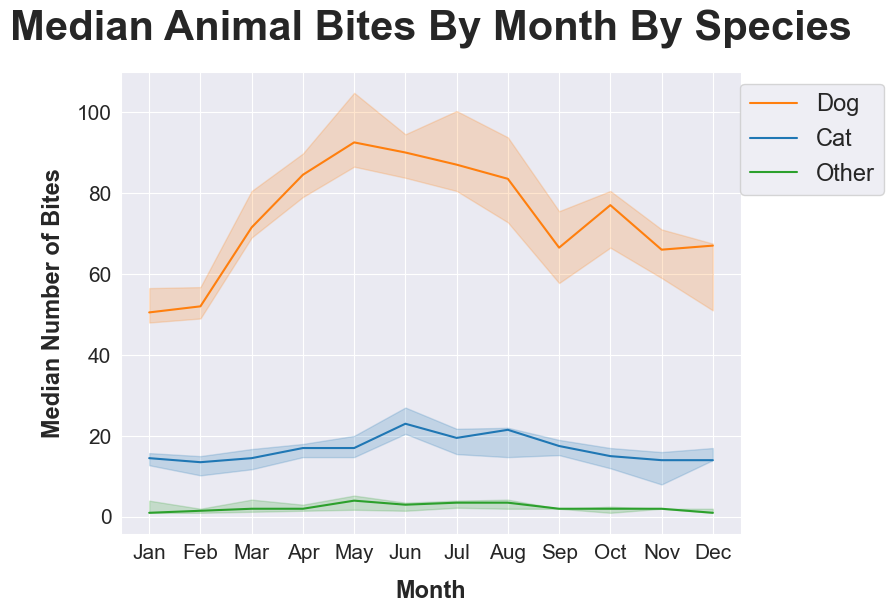 Median Animal Bites By Month By Species
Dog
Cat
Other
Median Number of Bites
100
80
60
40
20
0
Jan Feb Mar Apr May Jun Jul Aug Sep Oct Nov Dec
Month